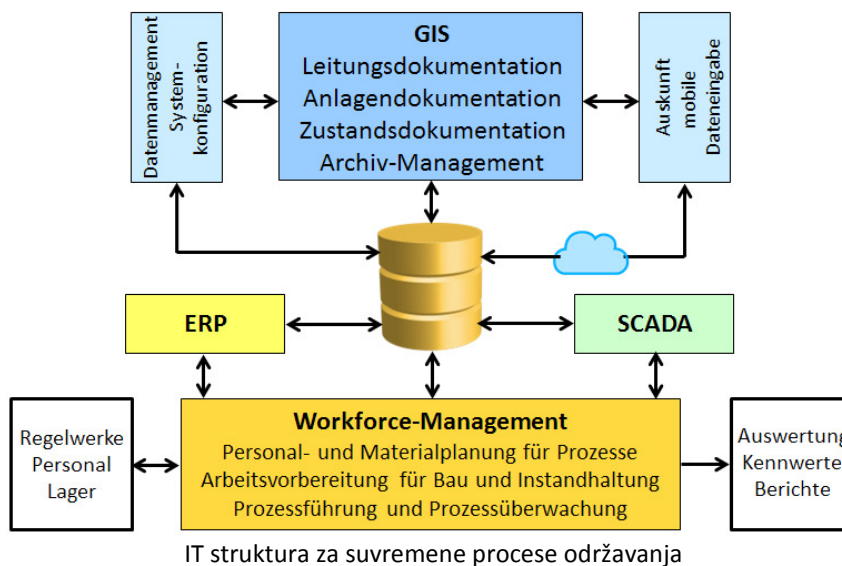 Datenmanagement
System-
konfiguration
GIS
Leitungsdokumentation
Anlagendokumentation
Zustandsdokumentation
Archiv-Management
Auskunft
mobile
Dateneingabe
ERP
SCADA
Regelwerke
Personal
Lager
Workforce-Management
Personal- und Materialplanung für Prozesse
Arbeitsvorbereitung für Bau und Instandhaltung
Prozessführung und Prozessüberwachung
Auswertung
Kennwerte
Berichte
IT struktura za suvremene procese održavanja